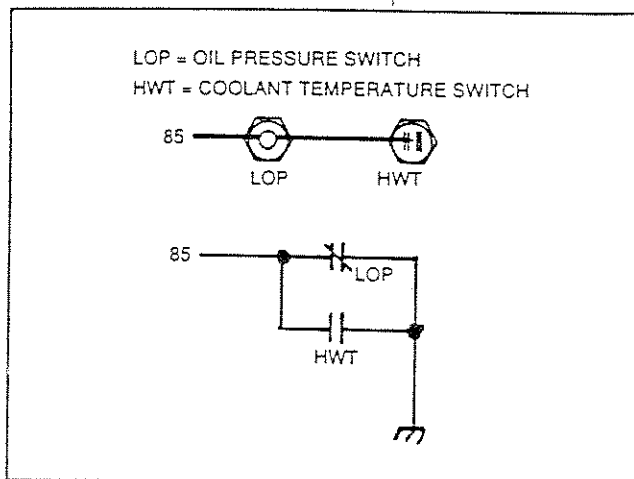 LOP = OIL PRESSURE SWITCH
HWT = COOLANT TEMPERATURE SWITCH
85
LOP HWT
85
LOP
HWT